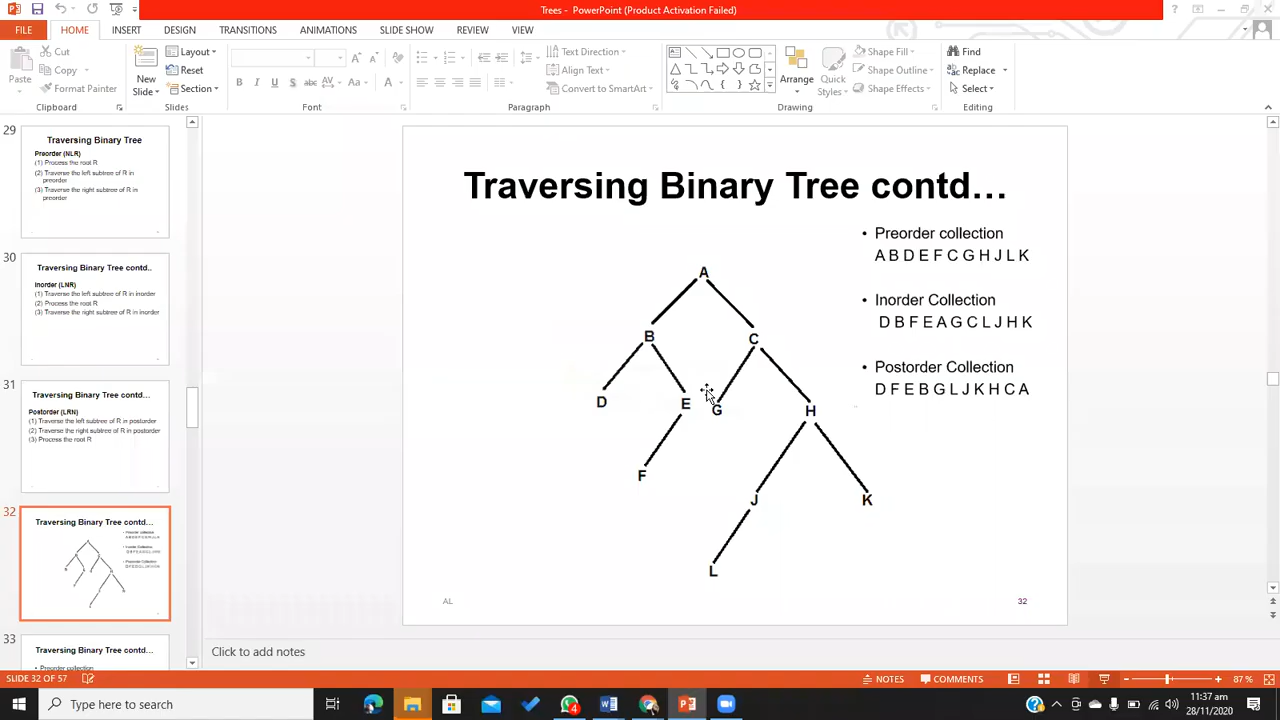 Trees - PowerPoint (Product Activation Failed)
FILE HOME INSERT DESIGN TRANSITIONS ANIMATIONS SLIDE SHOW REVIEW VIEW
Paste
Cut
Copy
Format Painter
Clipboard
New
Slide
Layout
Reset
Section
Slides
B I U S abc AV Aa A
Font
Text Direction
Align Text
Convert to SmartArt
Paragraph
Arrange
Quick
Styles
Shape Fill
Shape Outline
Shape Effects
Drawing
Find
Replace
Select
Editing
29
Traversing Binary Tree
Preorder (NLR)
(1) Process the root R
(2) Traverse the left subtree of R in
preorder
(3) Traverse the right subtree of R in
preorder
30
Traversing Binary Tree contd..
Inorder (LNR)
(1) Traverse the left subtree of R in inorder
(2) Process the root R
(3) Traverse the right subtree of R in inorder
31
Traversing Binary Tree contd...
Postorder (LRN)
(1) Traverse the left subtree of R in postorder
(2) Traverse the right subtree of R in postorder
(3) Process the root R
32
Traversing Binary Tree contd...
33
Traversing Binary Tree contd...
• Preorder collection
Traversing Binary Tree contd…
• Preorder collection
A B D E F C G H J L K
• Inorder Collection
D B F E A G C L J H K
• Postorder Collection
D F E B G L J K H C A
A
B C
D E G H
F J K
L
AL 32
Click to add notes
SLIDE 32 OF 57 NOTES COMMENTS 87 %
Type here to search
4
11:37 am
28/11/2020